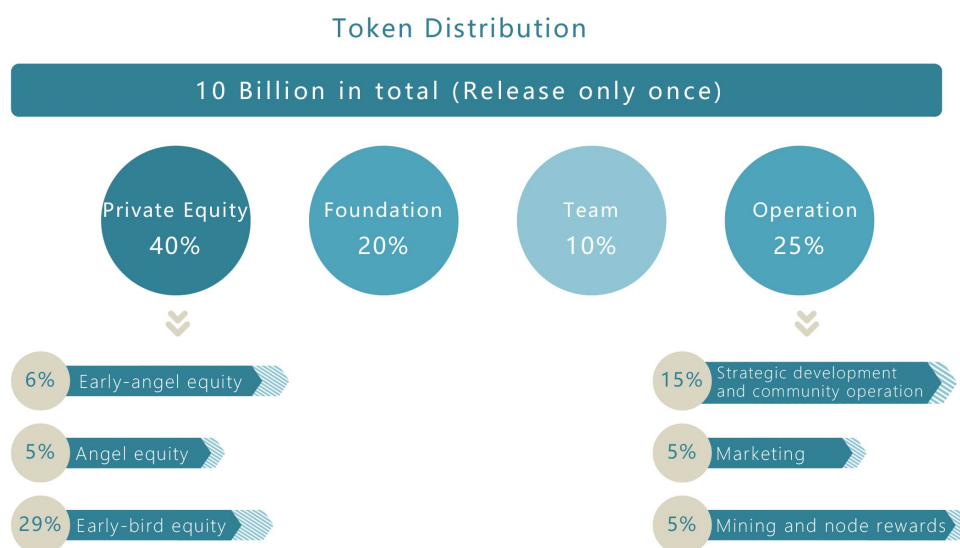 Token Distribution
10 Billion in total (Release only once)
Private Equity
40%
Foundation
20%
Team
10%
Operation
25%
6% Early-angel equity
5% Angel equity
29% Early-bird equity
15% Strategic development
and community operation
5% Marketing
5% Mining and node rewards